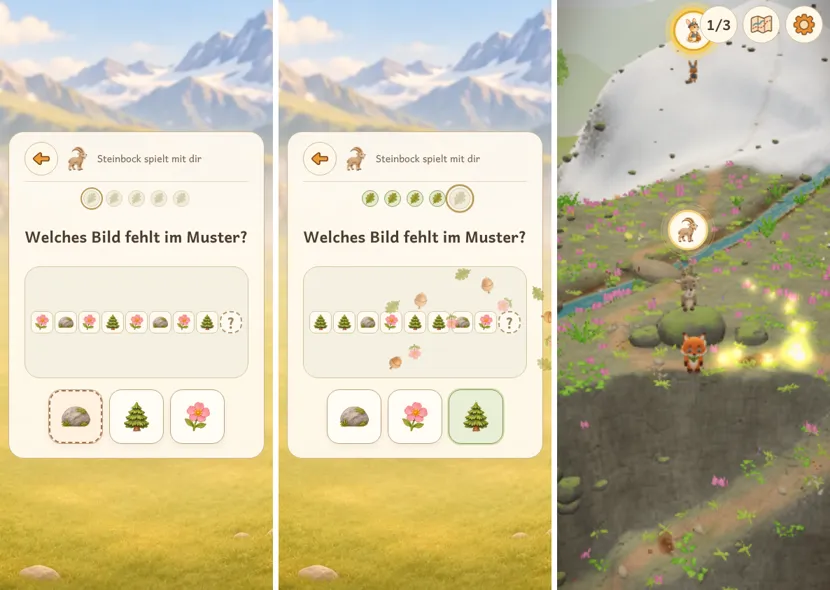 Steinbock spielt mit dir
Welches Bild fehlt im Muster?
?
Steinbock spielt mit dir
Welches Bild fehlt im Muster?
?
1/3